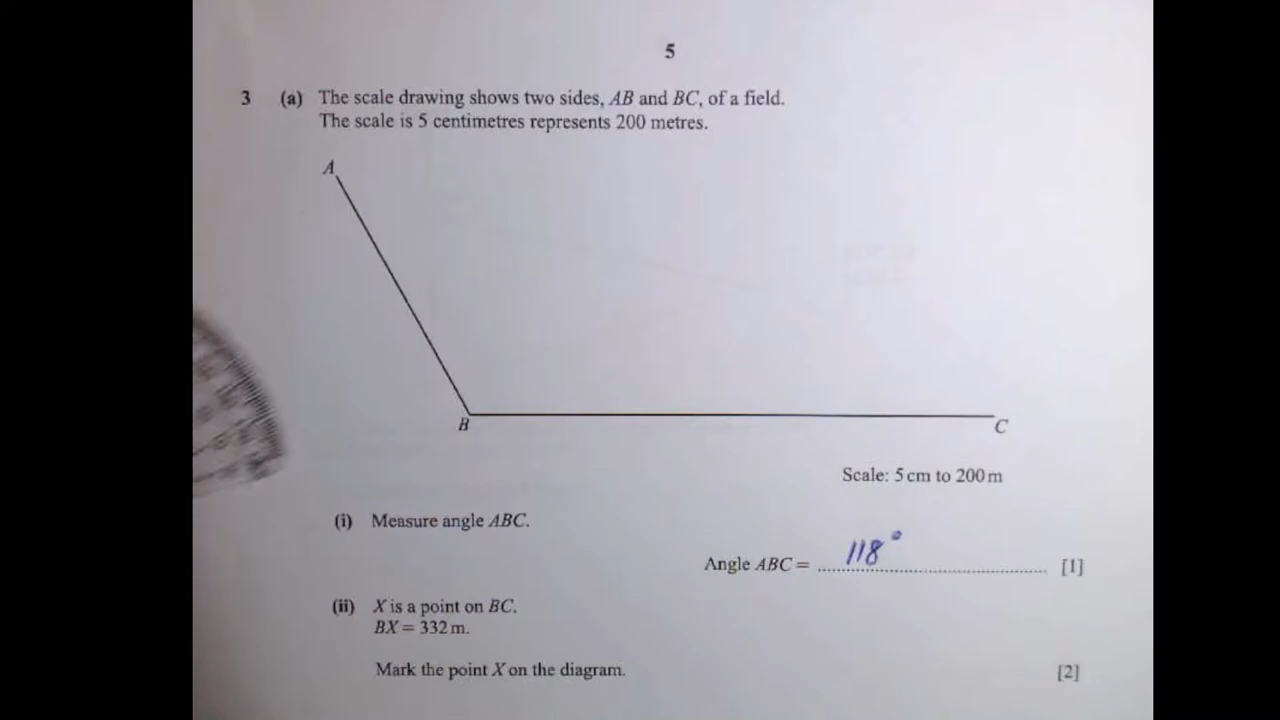 5
3 (a) The scale drawing shows two sides, AB and BC, of a field.
The scale is 5 centimetres represents 200 metres.
A
B
C
Scale: 5 cm to 200 m
(i) Measure angle ABC.
Angle ABC = 118° [1]
(ii) X is a point on BC.
BX = 332 m.
Mark the point X on the diagram. [2]